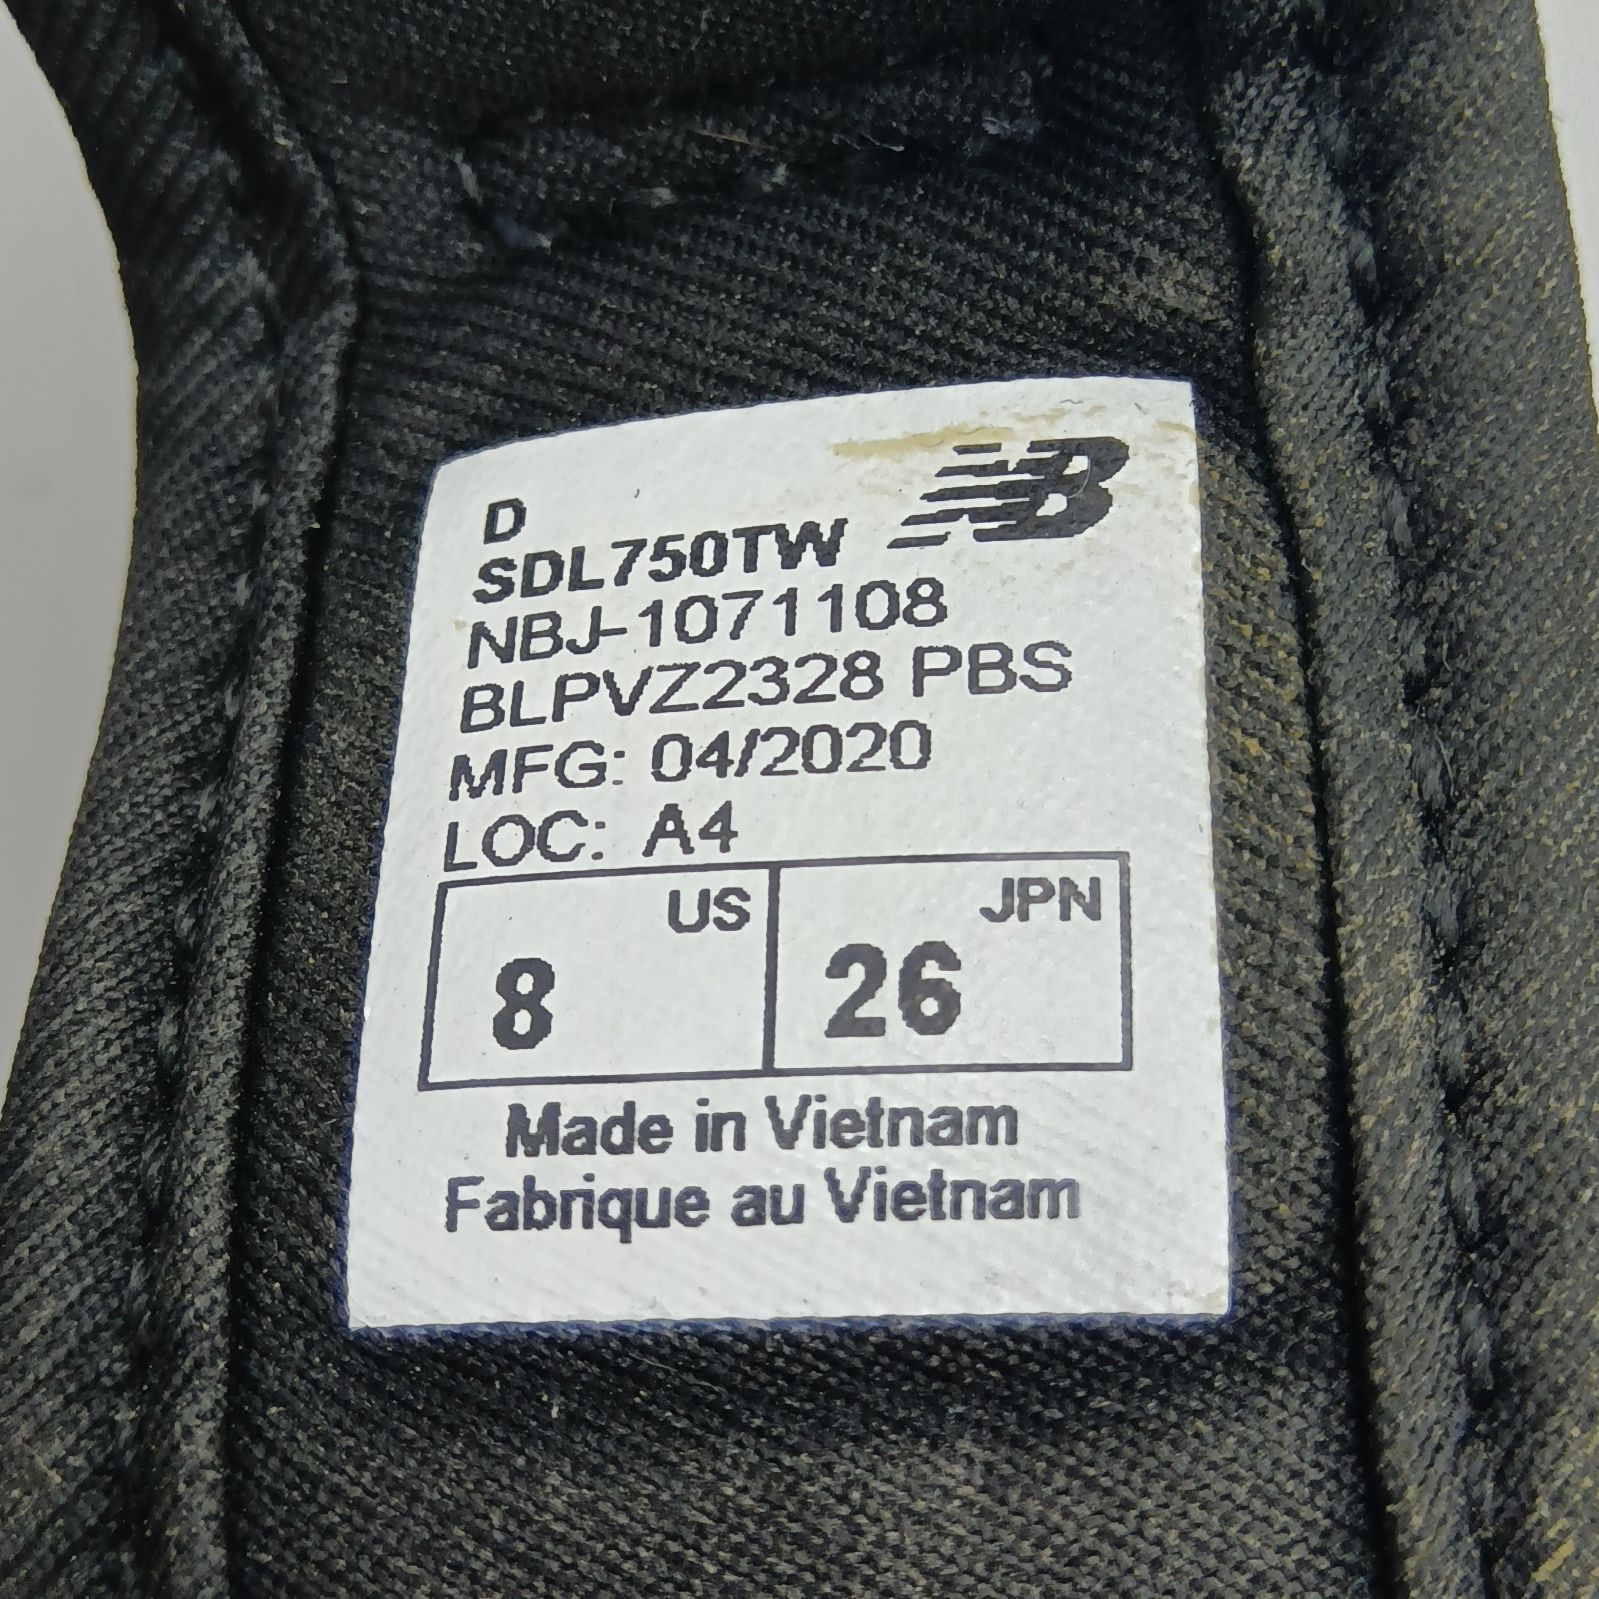 D
SDL750TW
NBJ-1071108
BLPVZ2328 PBS
MFG: 04/2020
LOC: A4
US JPN
8 26
Made in Vietnam
Fabrique au Vietnam